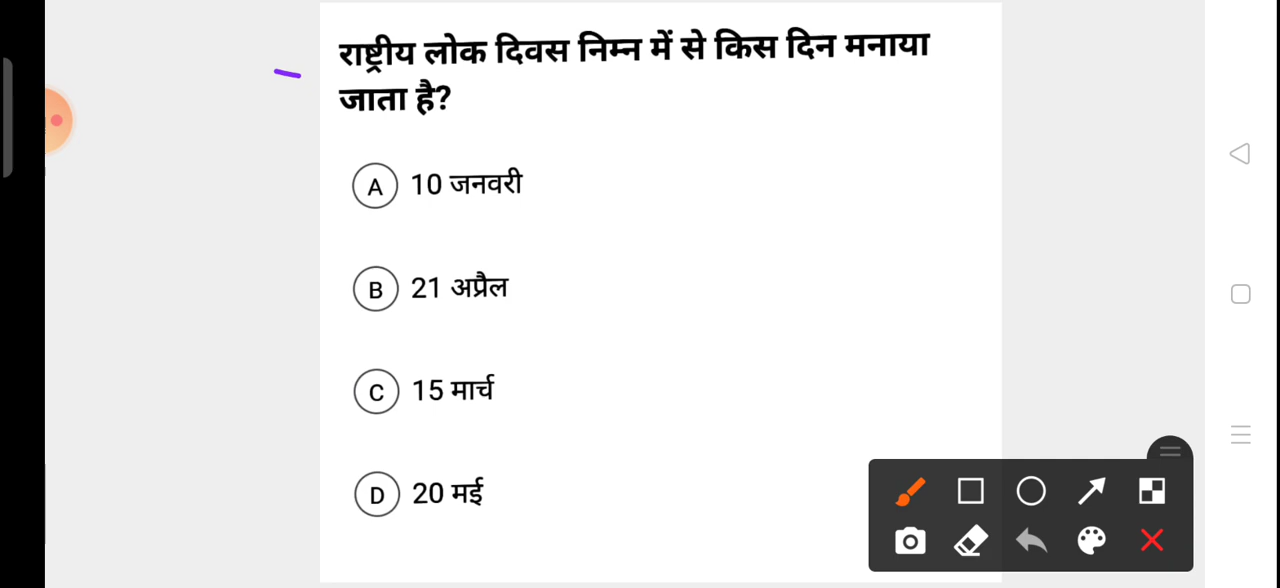 राष्ट्रीय लोक दिवस निम्न में से किस दिन मनाया
जाता है?
A 10 जनवरी
B 21 अप्रैल
C 15 मार्च
D 20 मई